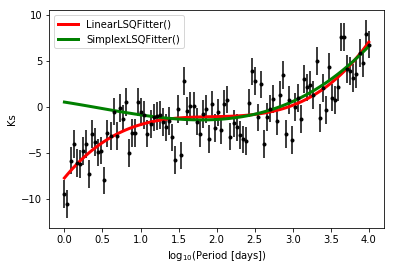 LinearLSQFitter()
SimplexLSQFitter()
10
5
0
−5
−10
Ks
0.0 0.5 1.0 1.5 2.0 2.5 3.0 3.5 4.0
log₁₀(Period [days])